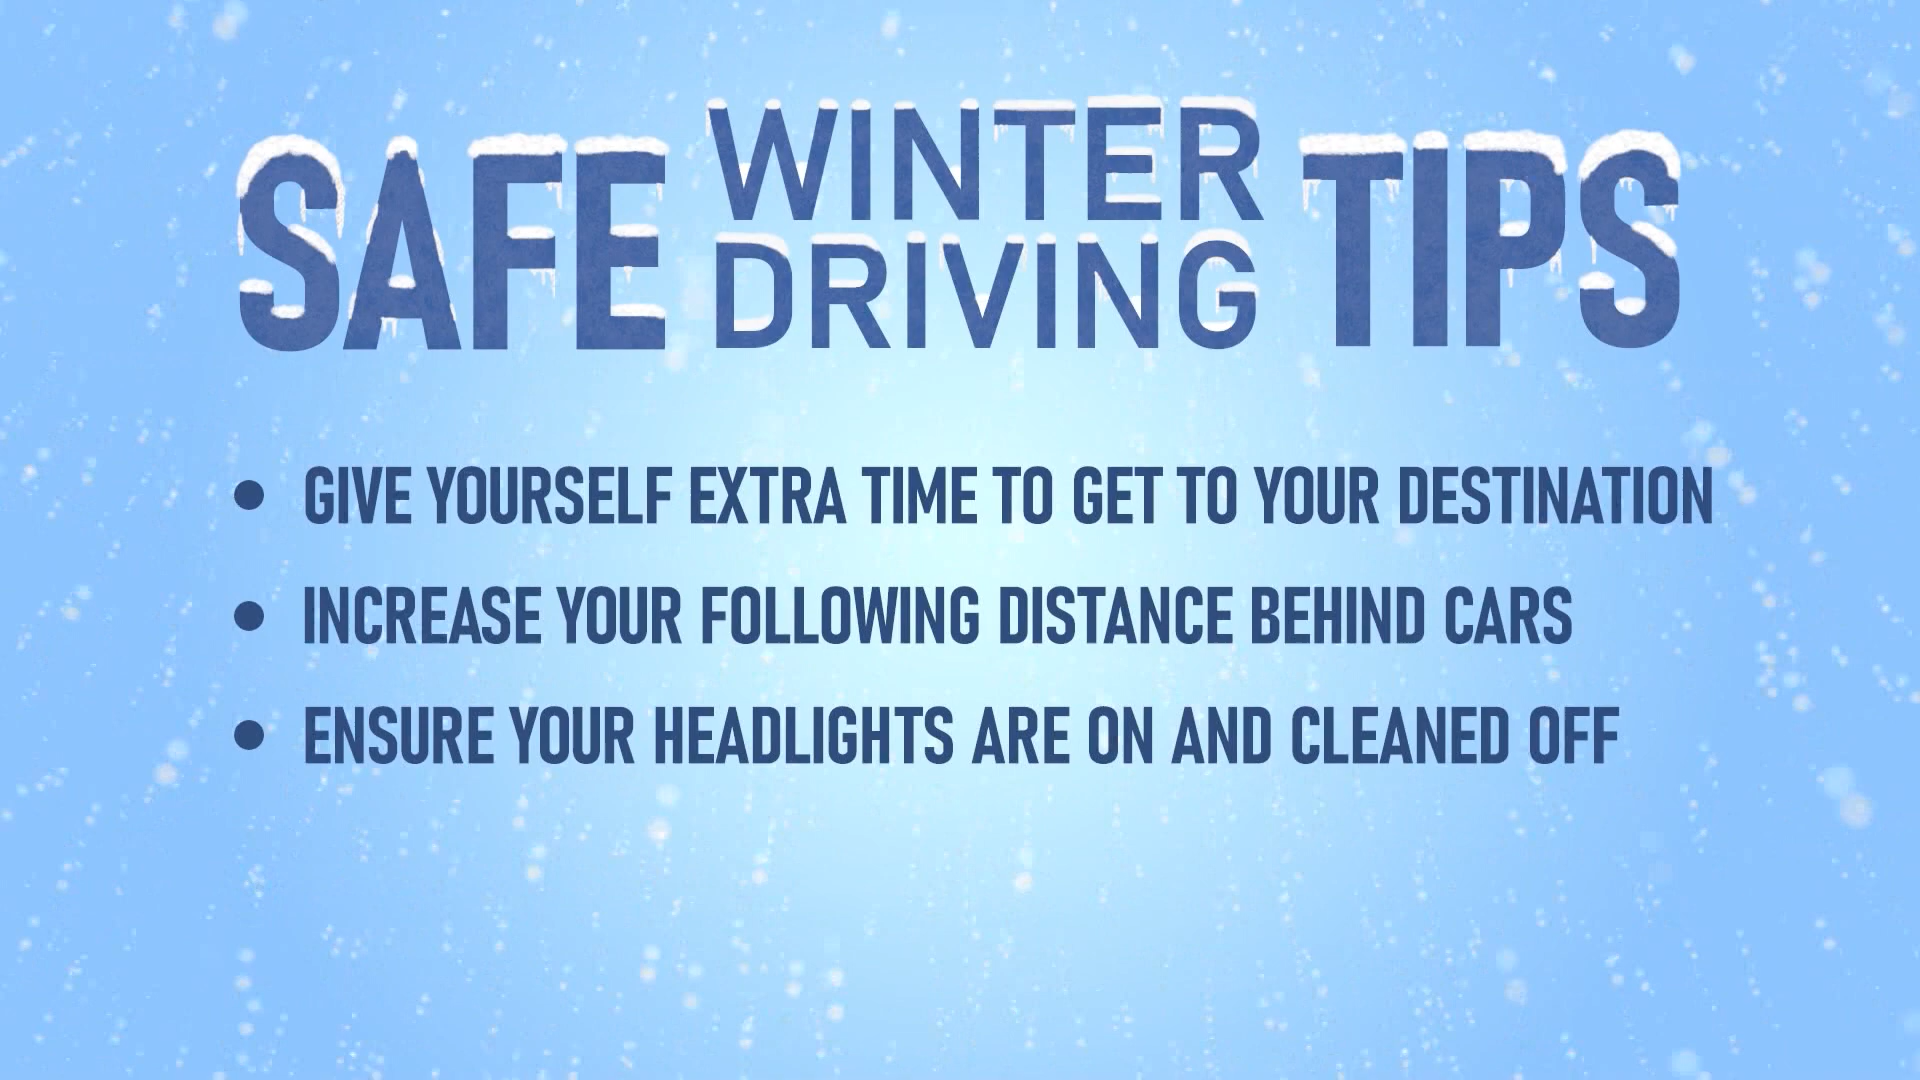 SAFE WINTER DRIVING TIPS
• GIVE YOURSELF EXTRA TIME TO GET TO YOUR DESTINATION
• INCREASE YOUR FOLLOWING DISTANCE BEHIND CARS
• ENSURE YOUR HEADLIGHTS ARE ON AND CLEANED OFF